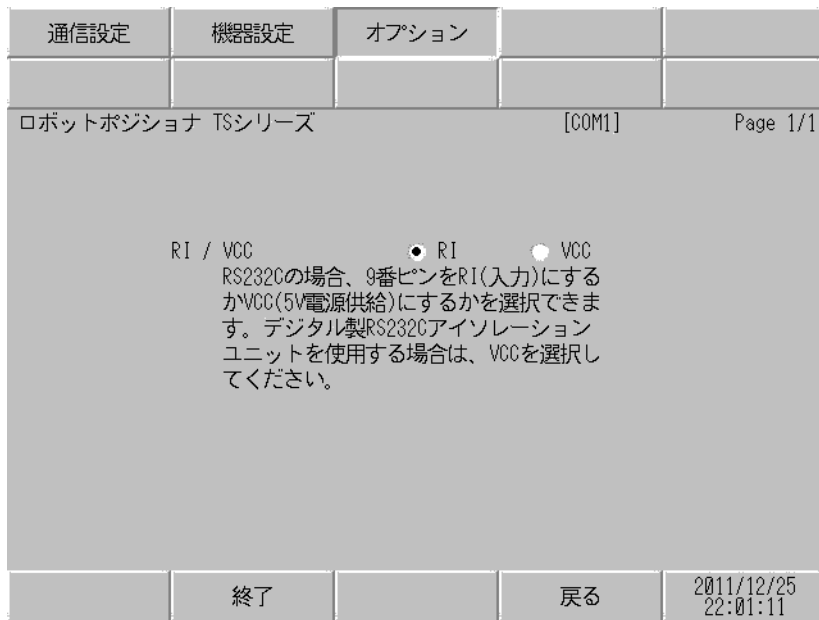 通信設定 機器設定 オプション
ロボットポジショナ TSシリーズ [COM1] Page 1/1
RI / VCC RI VCC
RS232Cの場合、9番ピンをRI(入力)にする
かVCC(5V電源供給)にするかを選択できま
す。デジタル製RS232Cアイソレーション
ユニットを使用する場合は、VCCを選択し
てください。
終了 戻る 2011/12/25
22:01:11